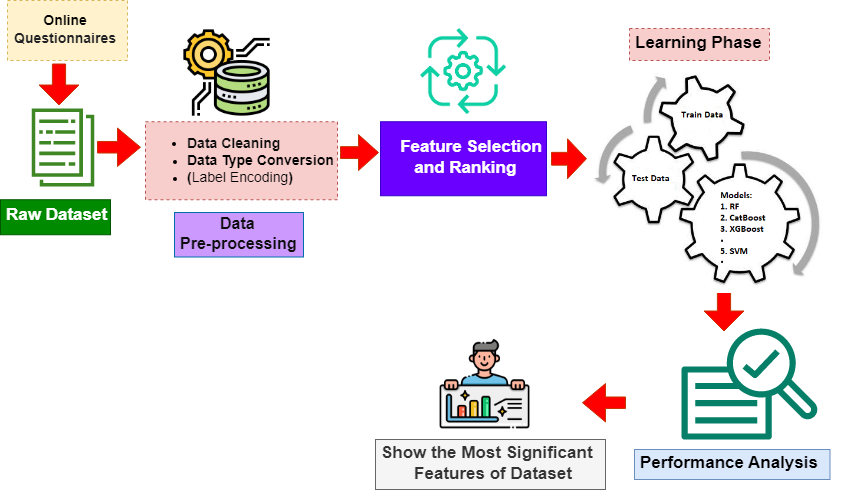 Online
Questionnaires
Raw Dataset
• Data Cleaning
• Data Type Conversion
• (Label Encoding)
Data
Pre-processing
Feature Selection
and Ranking
Learning Phase
Train Data
Test Data
Models:
1. RF
2. CatBoost
3. XGBoost
•
5. SVM
•
Performance Analysis
Show the Most Significant
Features of Dataset